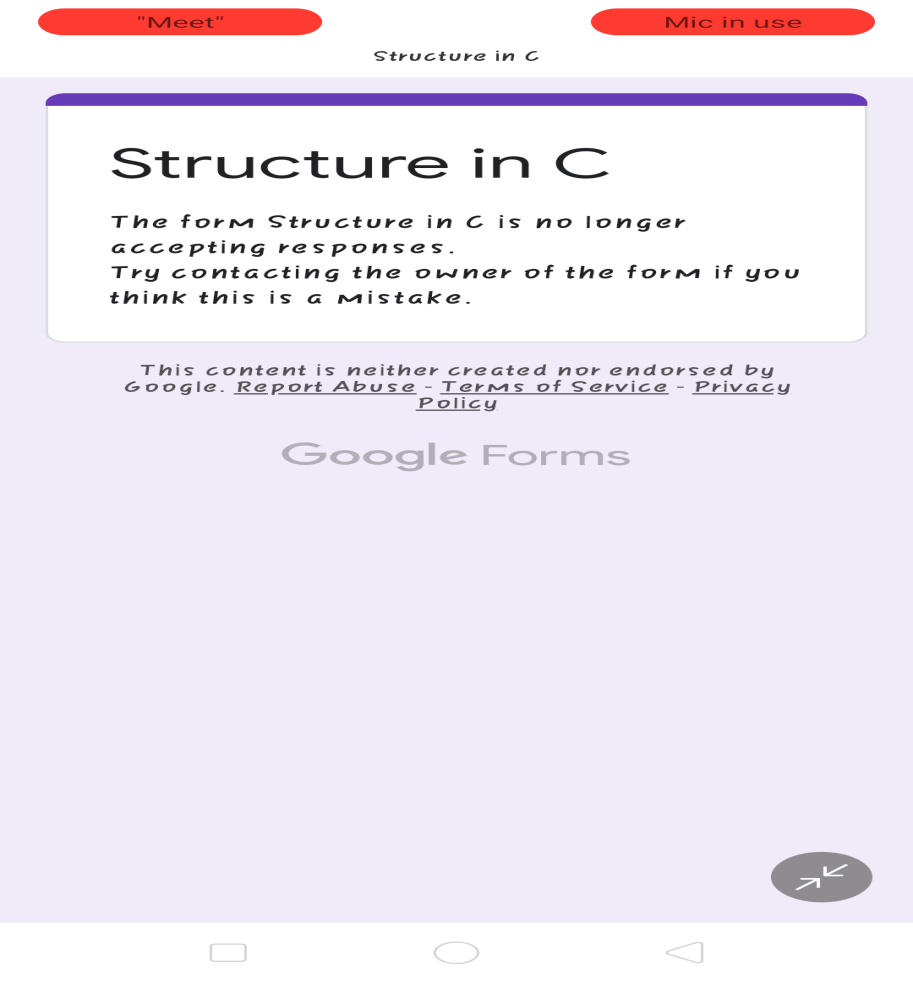 "Meet" Mic in use
Structure in C
Structure in C
The form Structure in C is no longer
accepting responses.
Try contacting the owner of the form if you
think this is a mistake.
This content is neither created nor endorsed by
Google. Report Abuse - Terms of Service - Privacy
Policy
Google Forms